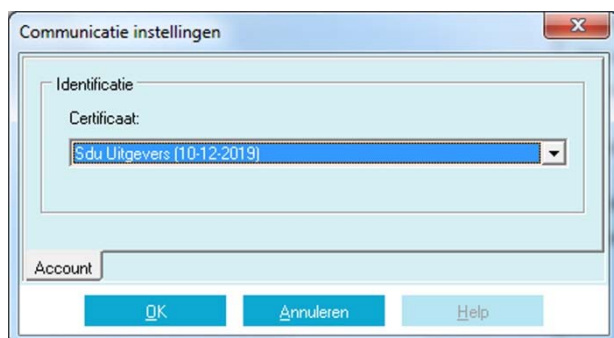 Communicatie instellingen
Identificatie
Certificaat:
Sdu Uitgevers (10-12-2019)
Account
OK
Annuleren
Help